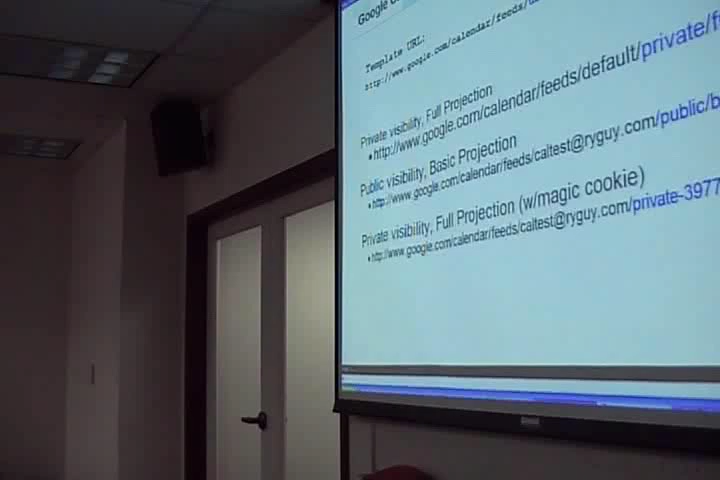 Google
Template URL:
http://www.google.com/calendar/feeds/
Private visibility, Full Projection
•http://www.google.com/calendar/feeds/default/private/f
Public visibility, Basic Projection
•http://www.google.com/calendar/feeds/caltest@ryguy.com/public/b
Private visibility, Full Projection (w/magic cookie)
•http://www.google.com/calendar/feeds/caltest@ryguy.com/private-3977